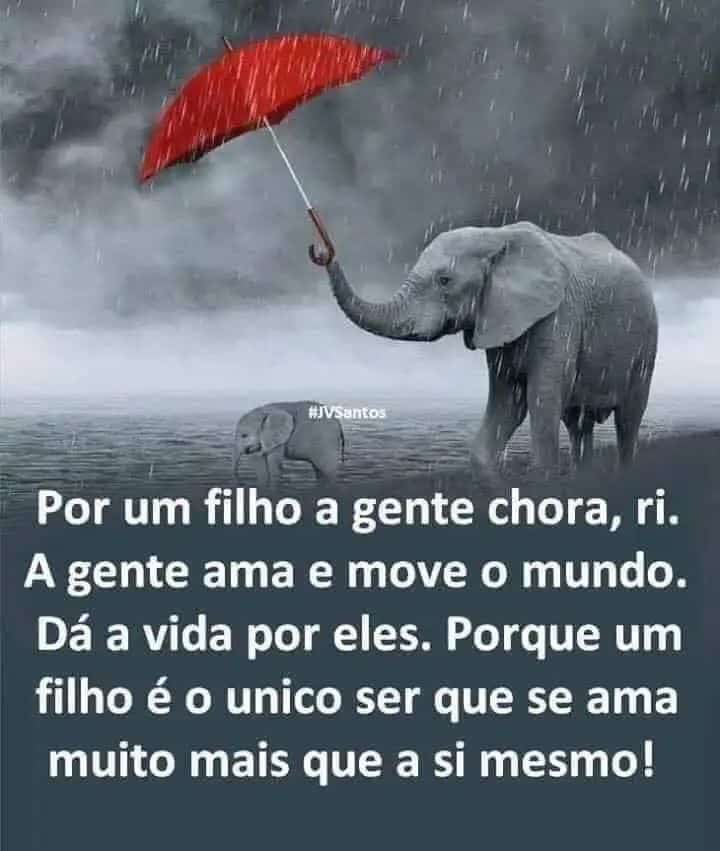 #JVSantos
Por um filho a gente chora, ri.
A gente ama e move o mundo.
Dá a vida por eles. Porque um
filho é o unico ser que se ama
muito mais que a si mesmo!